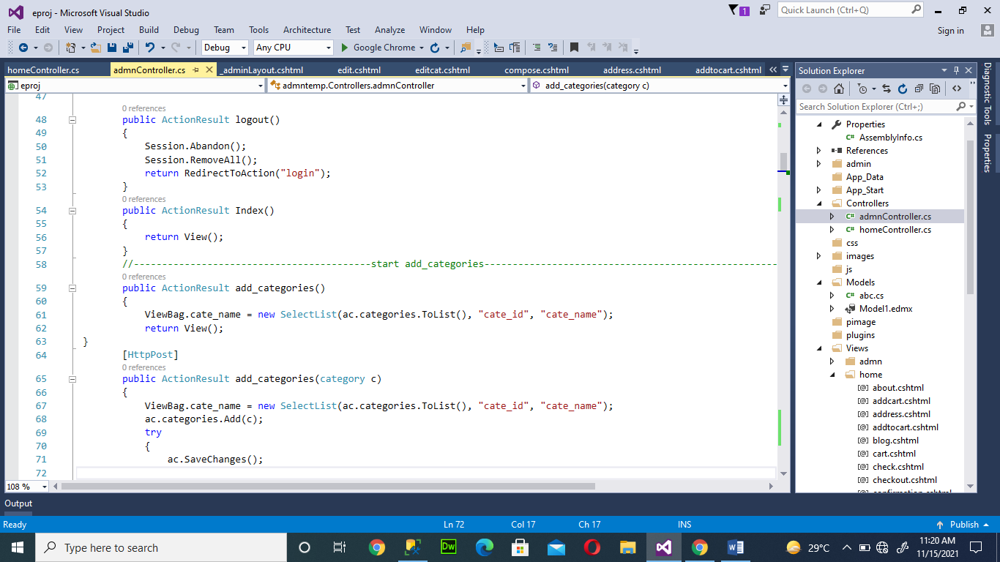 eproj - Microsoft Visual Studio
1
Quick Launch (Ctrl+Q)
File Edit View Project Build Debug Team Tools Architecture Test Analyze Window Help
Sign in
Debug Any CPU Google Chrome
homeController.cs admnController.cs _adminLayout.cshtml edit.cshtml editcat.cshtml compose.cshtml address.cshtml addtocart.cshtml
eproj admntemp.Controllers.admnController add_categories(category c)
47
0 references
48 public ActionResult logout()
49 {
50 Session.Abandon();
51 Session.RemoveAll();
52 return RedirectToAction("login");
53 }
0 references
54 public ActionResult Index()
55 {
56 return View();
57 }
58 //------------------------------------------start add_categories----------------------------------------------------
0 references
59 public ActionResult add_categories()
60 {
61 ViewBag.cate_name = new SelectList(ac.categories.ToList(), "cate_id", "cate_name");
62 return View();
63 }
64 [HttpPost]
0 references
65 public ActionResult add_categories(category c)
66 {
67 ViewBag.cate_name = new SelectList(ac.categories.ToList(), "cate_id", "cate_name");
68 ac.categories.Add(c);
69 try
70 {
71 ac.SaveChanges();
72
108 %
Solution Explorer
Search Solution Explorer (Ctrl+;)
Properties
C# AssemblyInfo.cs
References
admin
App_Data
App_Start
Controllers
C# admnController.cs
C# homeController.cs
css
images
js
Models
C# abc.cs
Model1.edmx
pimage
plugins
Views
admn
home
[@] about.cshtml
[@] addcart.cshtml
[@] address.cshtml
[@] addtocart.cshtml
[@] blog.cshtml
[@] cart.cshtml
[@] check.cshtml
[@] checkout.cshtml
[@] confirmation.cshtml
Diagnostic Tools
Properties
Output
Ready Ln 72 Col 17 Ch 17 INS Publish
Type here to search
Dw
29°C
11:20 AM
11/15/2021